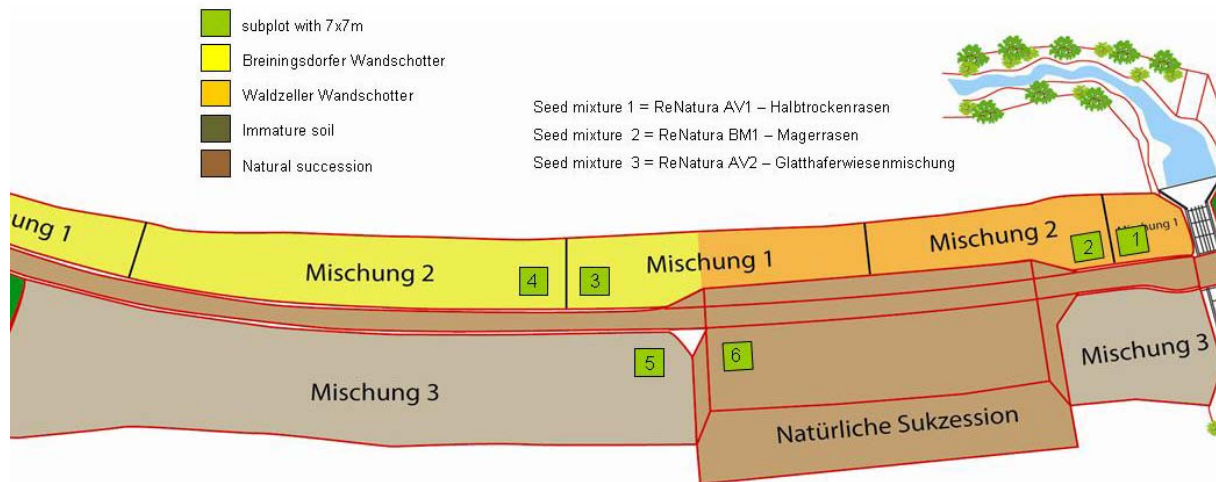 subplot with 7x7m
Breiningsdorfer Wandschotter
Waldzeller Wandschotter
Immature soil
Natural succession
Seed mixture 1 = ReNatura AV1 – Halbtrockenrasen
Seed mixture 2 = ReNatura BM1 – Magerrasen
Seed mixture 3 = ReNatura AV2 – Glatthaferwiesenmischung
ung 1
Mischung 2
4
3
Mischung 1
Mischung 2
2
1
Mischung 1
Mischung 3
5
6
Mischung 3
Natürliche Sukzession